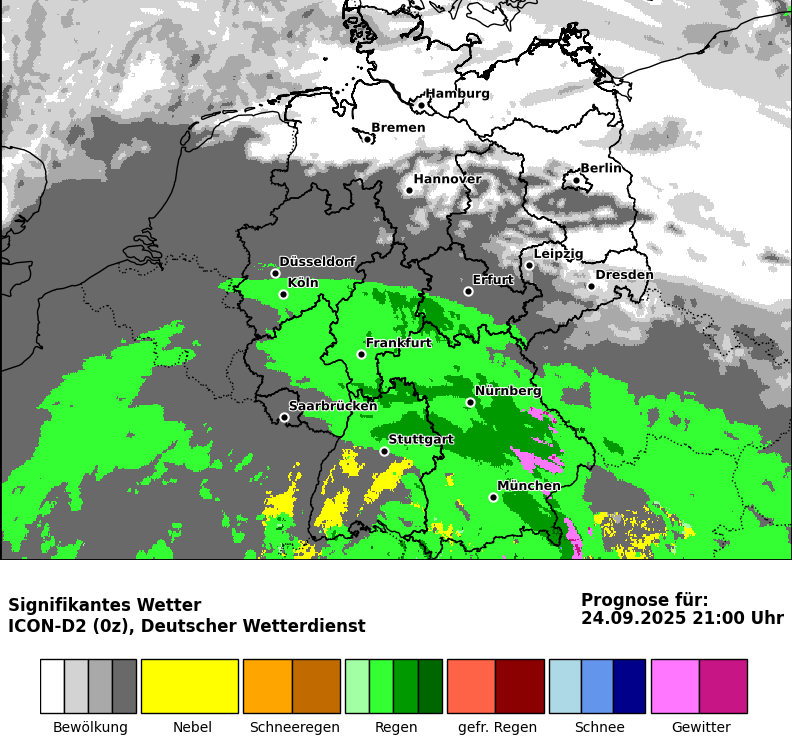 Hamburg
Bremen
Berlin
Hannover
Leipzig
Düsseldorf
Dresden
Köln
Erfurt
Frankfurt
Nürnberg
Saarbrücken
Stuttgart
München
Signifikantes Wetter
ICON-D2 (0z), Deutscher Wetterdienst
Prognose für:
24.09.2025 21:00 Uhr
Bewölkung
Nebel
Schneeregen
Regen
gefr. Regen
Schnee
Gewitter